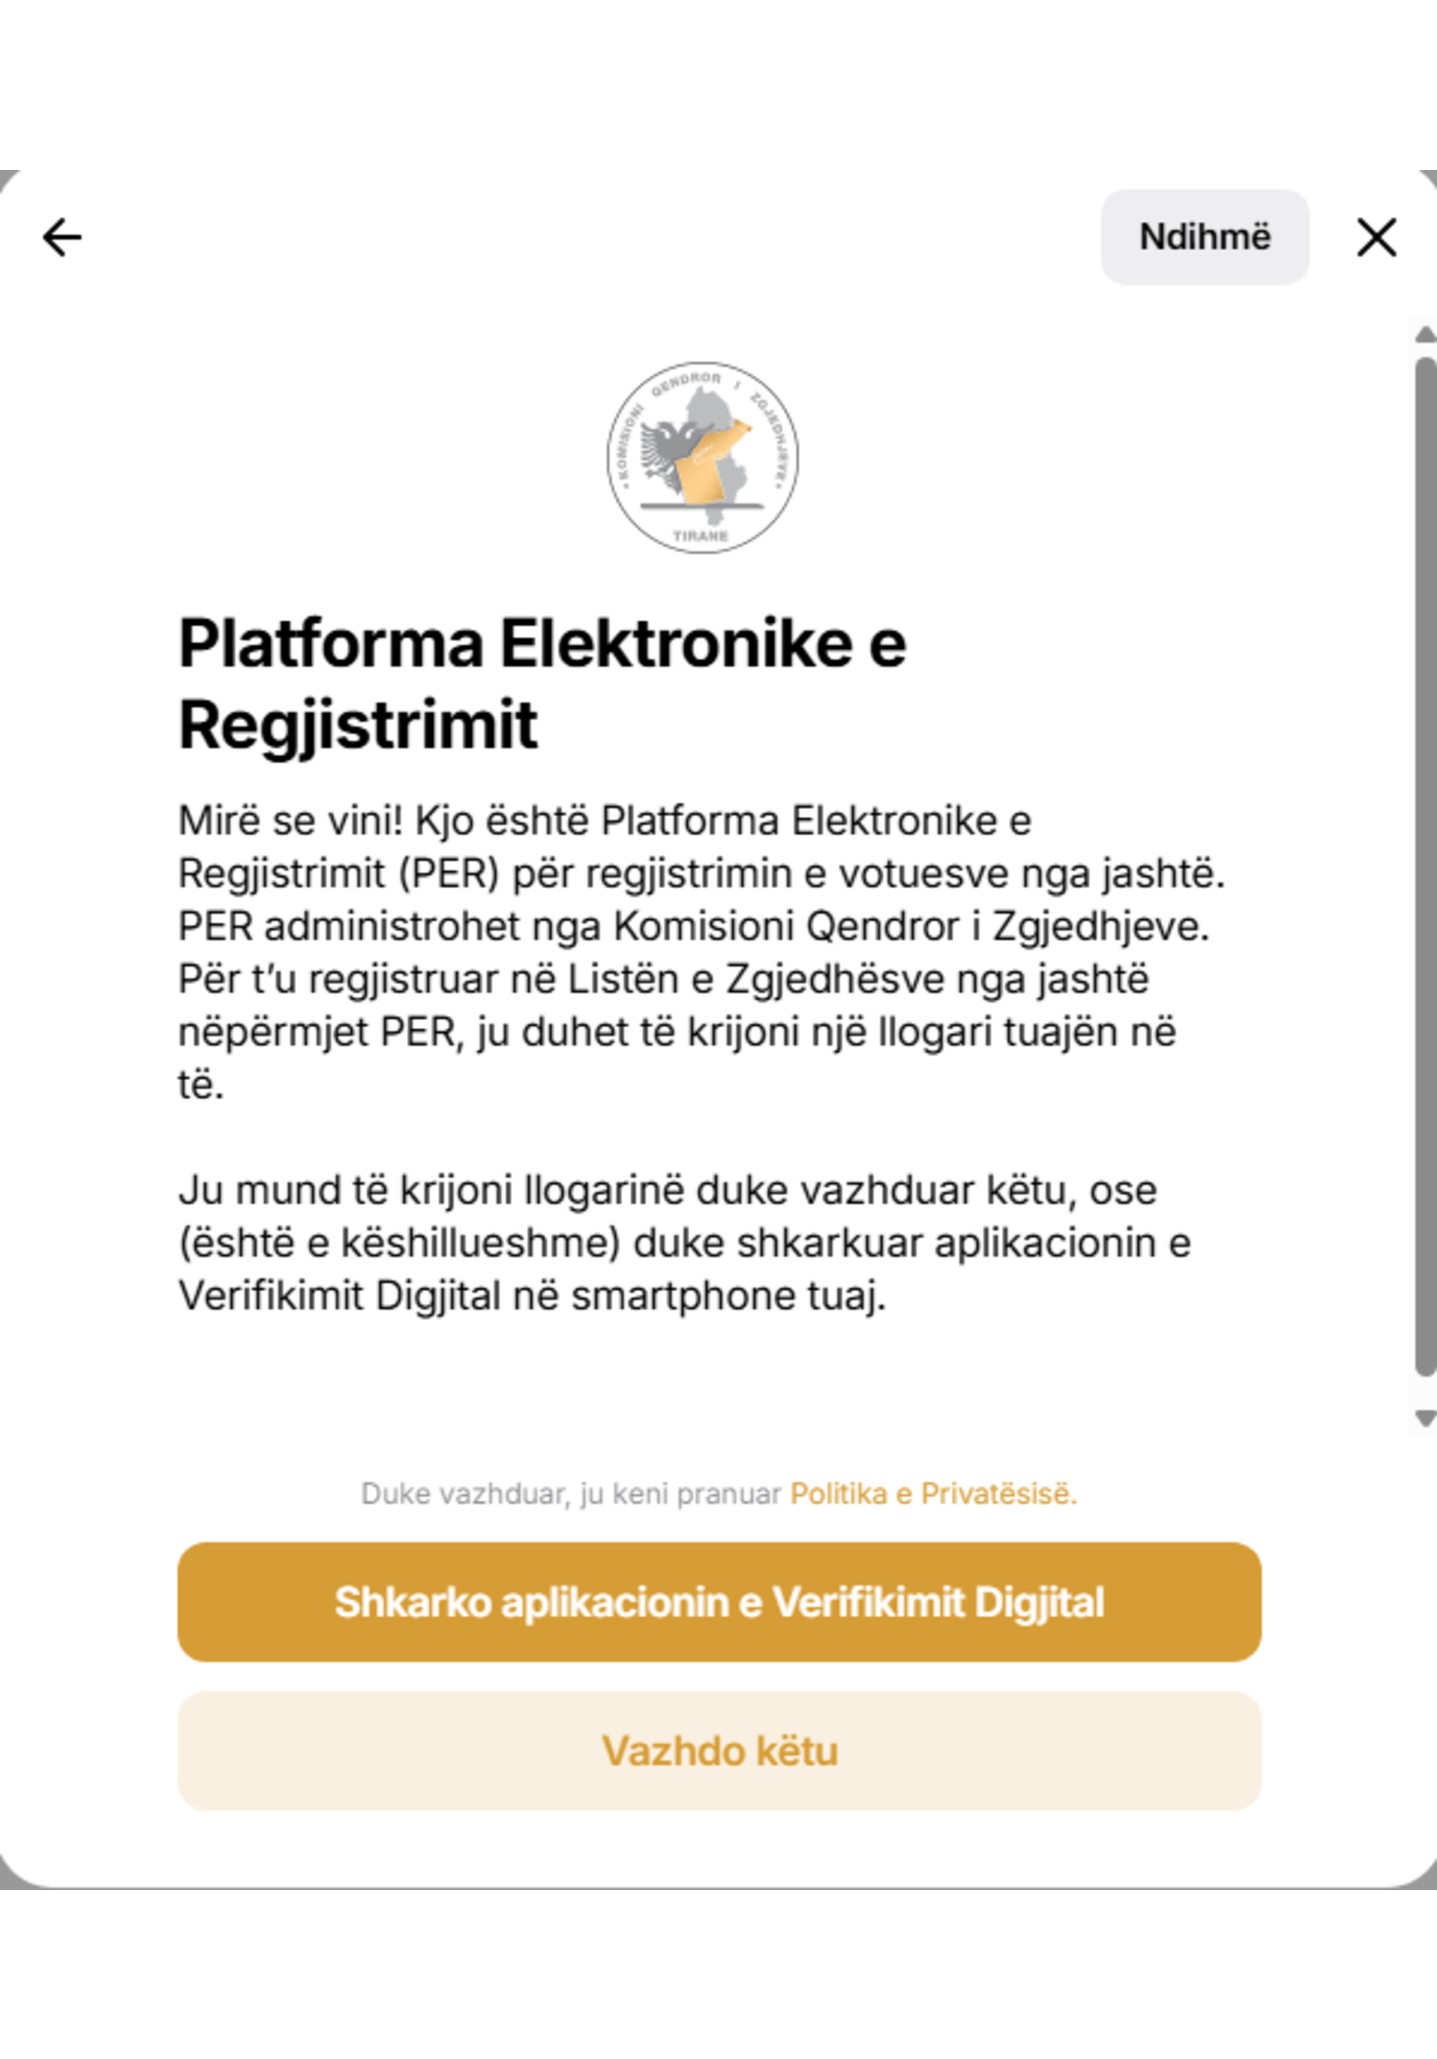 Ndihmë
KOMISIONI QENDROR I ZGJEDHJEVE
TIRANE
Platforma Elektronike e
Regjistrimit
Mirë se vini! Kjo është Platforma Elektronike e
Regjistrimit (PER) për regjistrimin e votuesve nga jashtë.
PER administrohet nga Komisioni Qendror i Zgjedhjeve.
Për t’u regjistruar në Listën e Zgjedhësve nga jashtë
nëpërmjet PER, ju duhet të krijoni një llogari tuajën në
të.
Ju mund të krijoni llogarinë duke vazhduar këtu, ose
(është e këshillueshme) duke shkarkuar aplikacionin e
Verifikimit Digjital në smartphone tuaj.
Duke vazhduar, ju keni pranuar Politika e Privatësisë.
Shkarko aplikacionin e Verifikimit Digjital
Vazhdo këtu